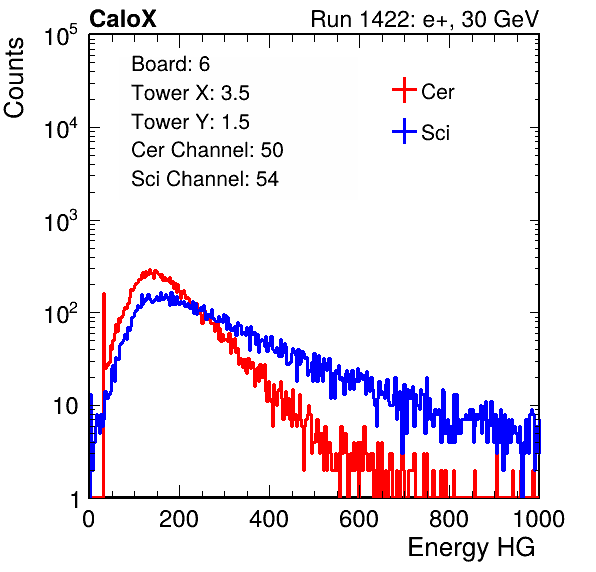 CaloX Run 1422: e+, 30 GeV
Board: 6
Tower X: 3.5
Tower Y: 1.5
Cer Channel: 50
Sci Channel: 54
Cer
Sci
Counts
10^5
10^4
10^3
10^2
10
1
0 200 400 600 800 1000
Energy HG